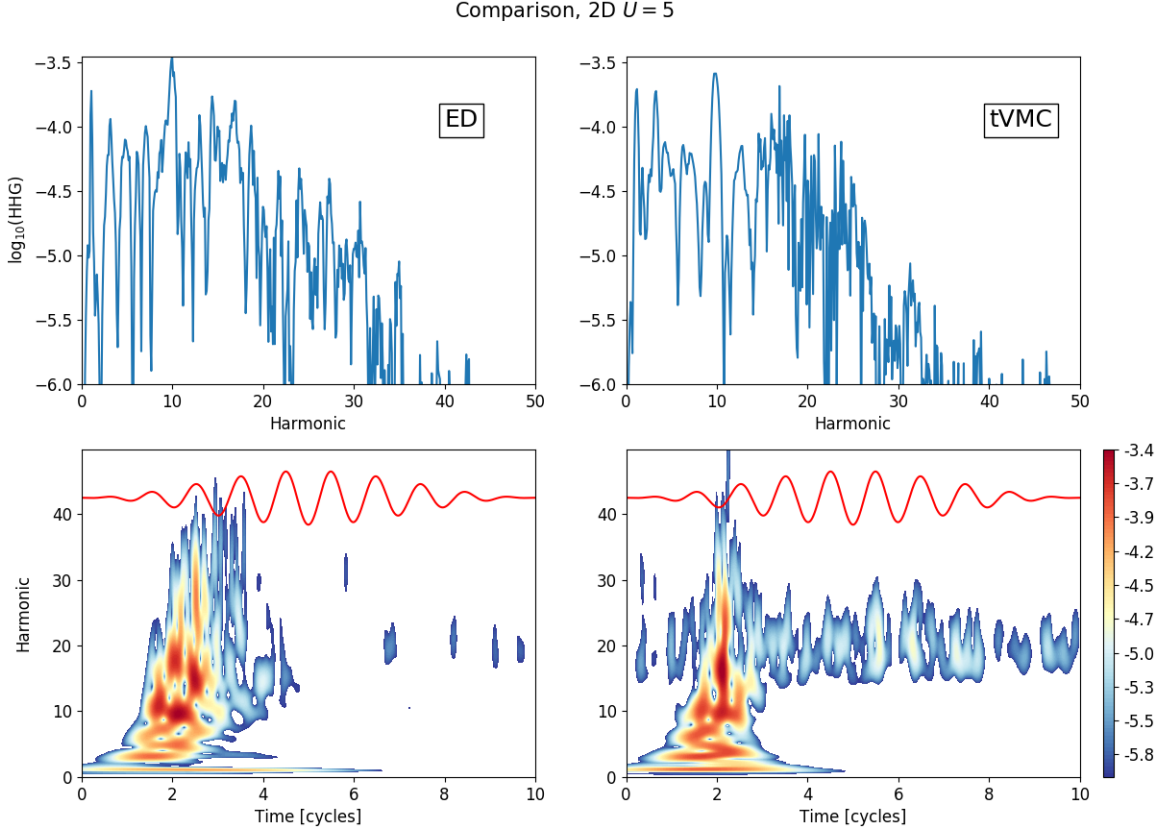 Comparison, 2D U = 5
−3.5
−4.0
−4.5
−5.0
−5.5
−6.0
log₁₀(HHG)
ED
0 10 20 30 40 50
Harmonic
−3.5
−4.0
−4.5
−5.0
−5.5
−6.0
tVMC
0 10 20 30 40 50
Harmonic
40
30
20
10
0
Harmonic
0 2 4 6 8 10
Time [cycles]
40
30
20
10
0
0 2 4 6 8 10
Time [cycles]
-3.4
-3.7
-3.9
-4.2
-4.5
-4.7
-5.0
-5.3
-5.5
-5.8